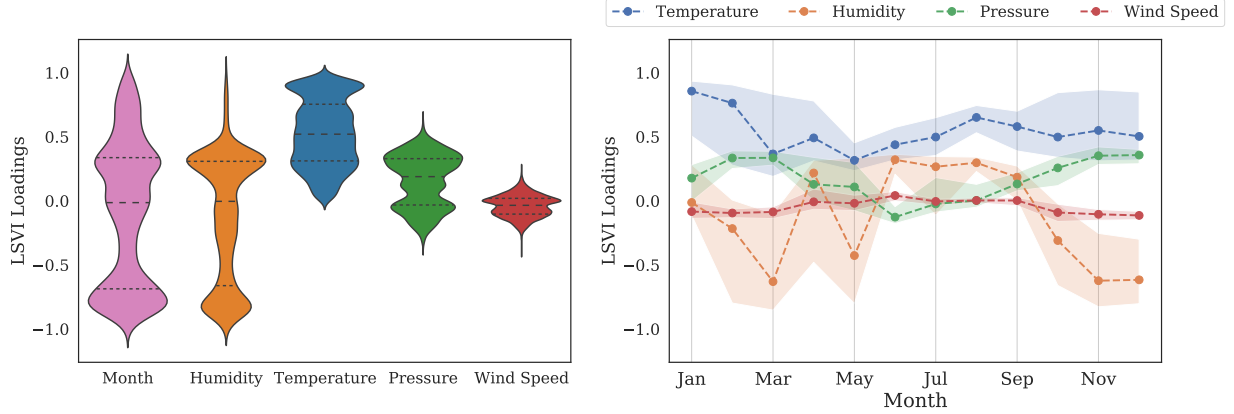 Temperature Humidity Pressure Wind Speed
LSVI Loadings
1.0
0.5
0.0
−0.5
−1.0
Month Humidity Temperature Pressure Wind Speed
LSVI Loadings
1.0
0.5
0.0
−0.5
−1.0
Jan Mar May Jul Sep Nov
Month